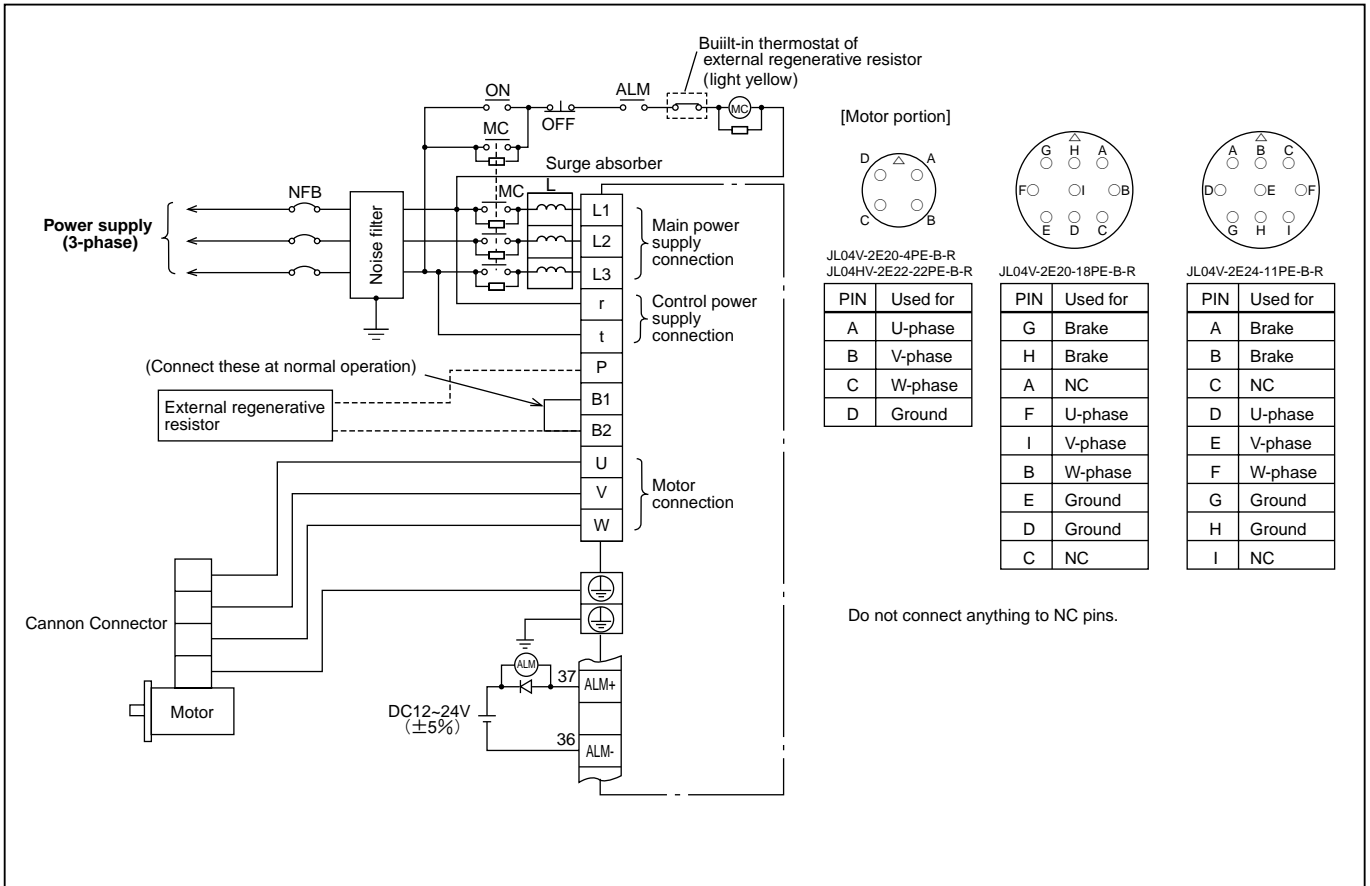 Buiilt-in thermostat of
external regenerative resistor
(light yellow)
ON
OFF
ALM
MC
MC
Surge absorber
MC
L
NFB
Power supply
(3-phase)
Noise filter
L1
L2
L3
Main power
supply
connection
r
t
Control power
supply
connection
(Connect these at normal operation)
P
B1
B2
External regenerative
resistor
U
V
W
Motor
connection
Cannon Connector
Motor
ALM
DC12~24V
(±5%)
37
ALM+
36
ALM-
[Motor portion]
D A
C B
JL04V-2E20-4PE-B-R
JL04HV-2E22-22PE-B-R
PIN Used for
A U-phase
B V-phase
C W-phase
D Ground
G H A
F I B
E D C
JL04V-2E20-18PE-B-R
PIN Used for
G Brake
H Brake
A NC
F U-phase
I V-phase
B W-phase
E Ground
D Ground
C NC
A B C
D E F
G H I
JL04V-2E24-11PE-B-R
PIN Used for
A Brake
B Brake
C NC
D U-phase
E V-phase
F W-phase
G Ground
H Ground
I NC
Do not connect anything to NC pins.